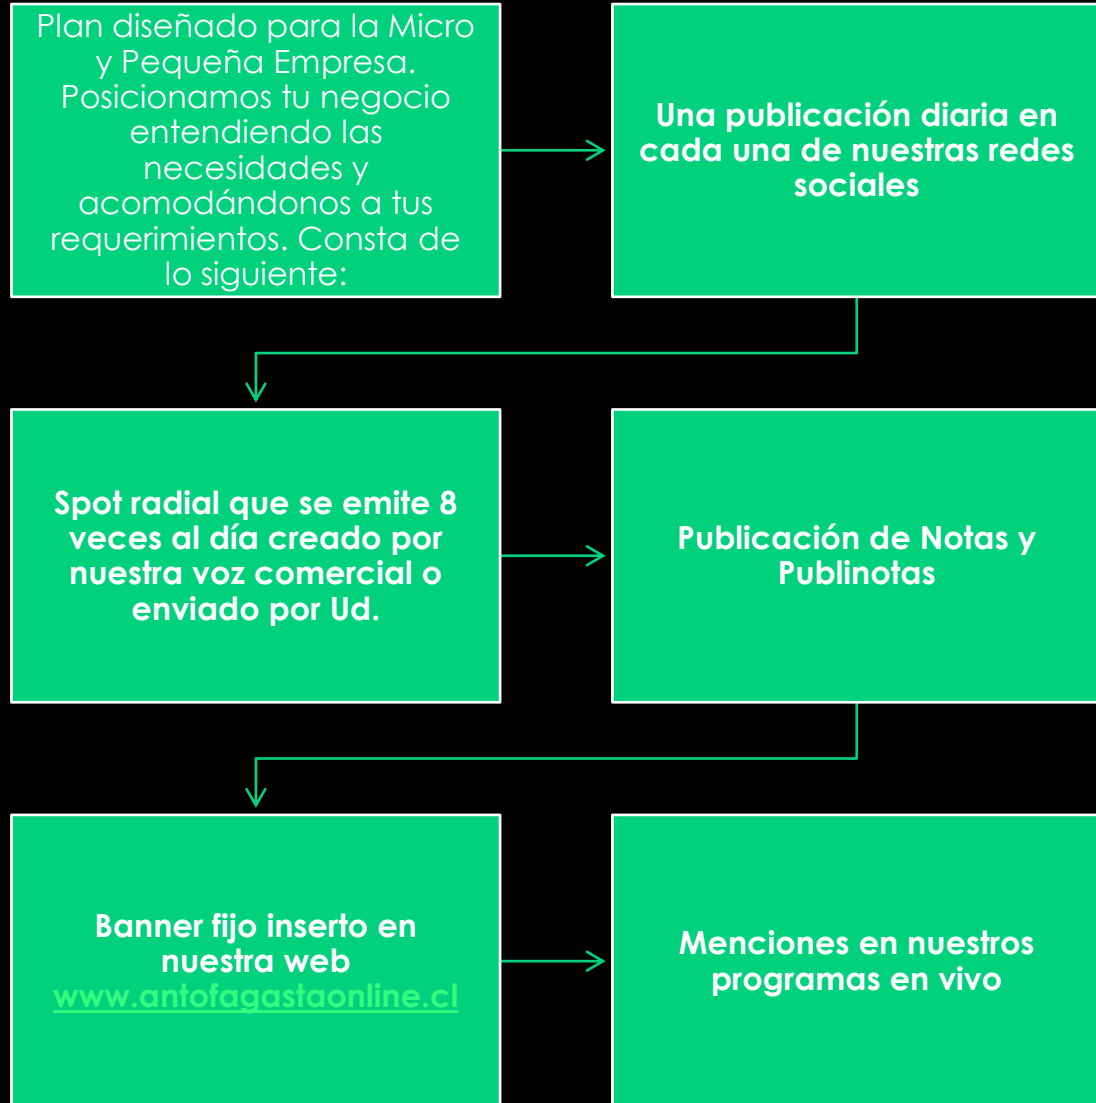 Plan diseñado para la Micro
y Pequeña Empresa.
Posicionamos tu negocio
entendiendo las
necesidades y
acomodándonos a tus
requerimientos. Consta de
lo siguiente:
Una publicación diaria en
cada una de nuestras redes
sociales
Spot radial que se emite 8
veces al día creado por
nuestra voz comercial o
enviado por Ud.
Publicación de Notas y
Publinotas
Banner fijo inserto en
nuestra web
www.antofagastaonline.cl
Menciones en nuestros
programas en vivo